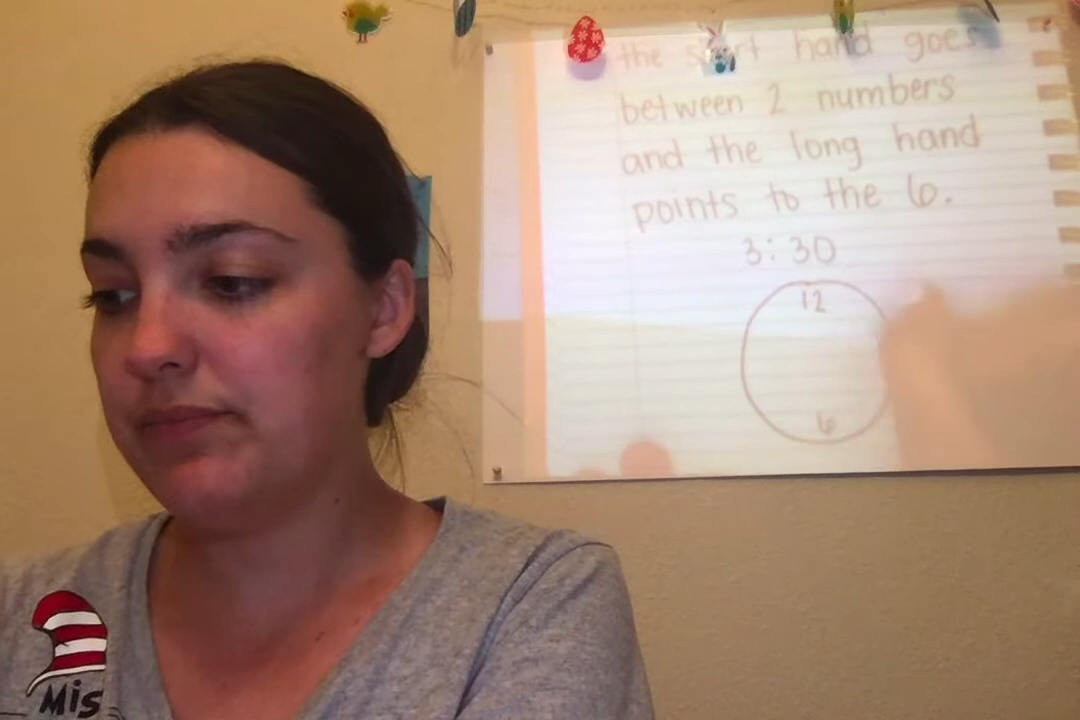 the short hand goes
between 2 numbers
and the long hand
points to the 6.
3:30
12
6
Mis